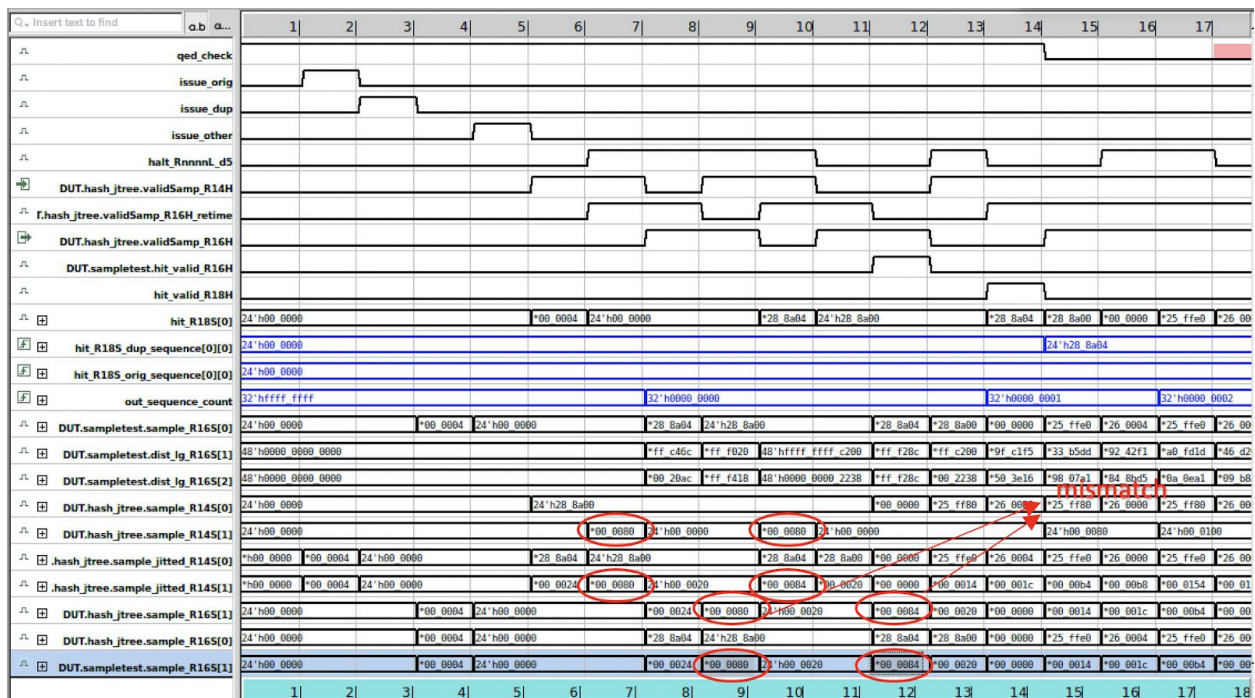 Insert text to find a.b a...
1 2 3 4 5 6 7 8 9 10 11 12 13 14 15 16 17
qed_check
issue_orig
issue_dup
issue_other
halt_RnnnnL_d5
DUT.hash_jtree.validSamp_R14H
T.hash_jtree.validSamp_R16H_retime
DUT.hash_jtree.validSamp_R16H
DUT.sampletest.hit_valid_R16H
hit_valid_R18H
hit_R18S[0] 24'h00_0000 *00_0004 24'h00_0000 *28_8a04 24'h28_8a00 *28_8a04 *28_8a00 *00_0000 *25_ffe0 *26_00
hit_R18S_dup_sequence[0][0] 24'h00_0000 24'h28_8a04
hit_R18S_orig_sequence[0][0] 24'h00_0000
out_sequence_count 32'hffff_ffff 32'h0000_0000 32'h0000_0001 32'h0000_0002
DUT.sampletest.sample_R16S[0] 24'h00_0000 *00_0004 24'h00_0000 *28_8a04 24'h28_8a00 *28_8a04 *28_8a00 *00_0000 *25_ffe0 *26_0004 *25_ffe0 *26_00
DUT.sampletest.dist_lg_R16S[1] 48'h0000_0000_0000 *ff_c46c *ff_f020 48'hffff_ffff_c200 *ff_f28c *ff_c200 *9f_c1f5 *33_b5dd *92_42f1 *a0_fd1d *46_d2
DUT.sampletest.dist_lg_R16S[2] 48'h0000_0000_0000 *00_20ac *ff_f418 48'h0000_0000_2238 *ff_f28c *00_2238 *50_3e16 *98_07a1 *84_8bd5 *0a_0ea1 *09_b8
mismatch
DUT.hash_jtree.sample_R14S[0] 24'h00_0000 24'h28_8a00 *00_0000 *25_ff80 *26_0000 *25_ff80 *26_0000 *25_ff80 *26_00
DUT.hash_jtree.sample_R14S[1] 24'h00_0000 *00_0080 24'h00_0000 *00_0080 24'h00_0000 24'h00_0080 24'h00_0100
.hash_jtree.sample_jitted_R14S[0] *h00_0000 *00_0004 24'h00_0000 *28_8a04 24'h28_8a00 *28_8a04 *28_8a00 *00_0000 *25_ffe0 *26_0004 *25_ffe0 *26_0000 *25_ffe0 *26_00
.hash_jtree.sample_jitted_R14S[1] *h00_0000 *00_0004 24'h00_0000 *00_0024 *00_0080 24'h00_0020 *00_0084 *00_0020 *00_0000 *00_0014 *00_001c *00_00b4 *00_00b8 *00_0154 *00_01
DUT.hash_jtree.sample_R16S[1] 24'h00_0000 *00_0004 24'h00_0000 *00_0024 *00_0080 24'h00_0020 *00_0084 *00_0020 *00_0000 *00_0014 *00_001c *00_00b4 *00_00
DUT.hash_jtree.sample_R16S[0] 24'h00_0000 *00_0004 24'h00_0000 *28_8a04 24'h28_8a00 *28_8a04 *28_8a00 *00_0000 *25_ffe0 *26_0004 *25_ffe0 *26_00
DUT.sampletest.sample_R16S[1] 24'h00_0000 *00_0004 24'h00_0000 *00_0024 *00_0080 24'h00_0020 *00_0084 *00_0020 *00_0000 *00_0014 *00_001c *00_00b4 *00_00
1 2 3 4 5 6 7 8 9 10 11 12 13 14 15 16